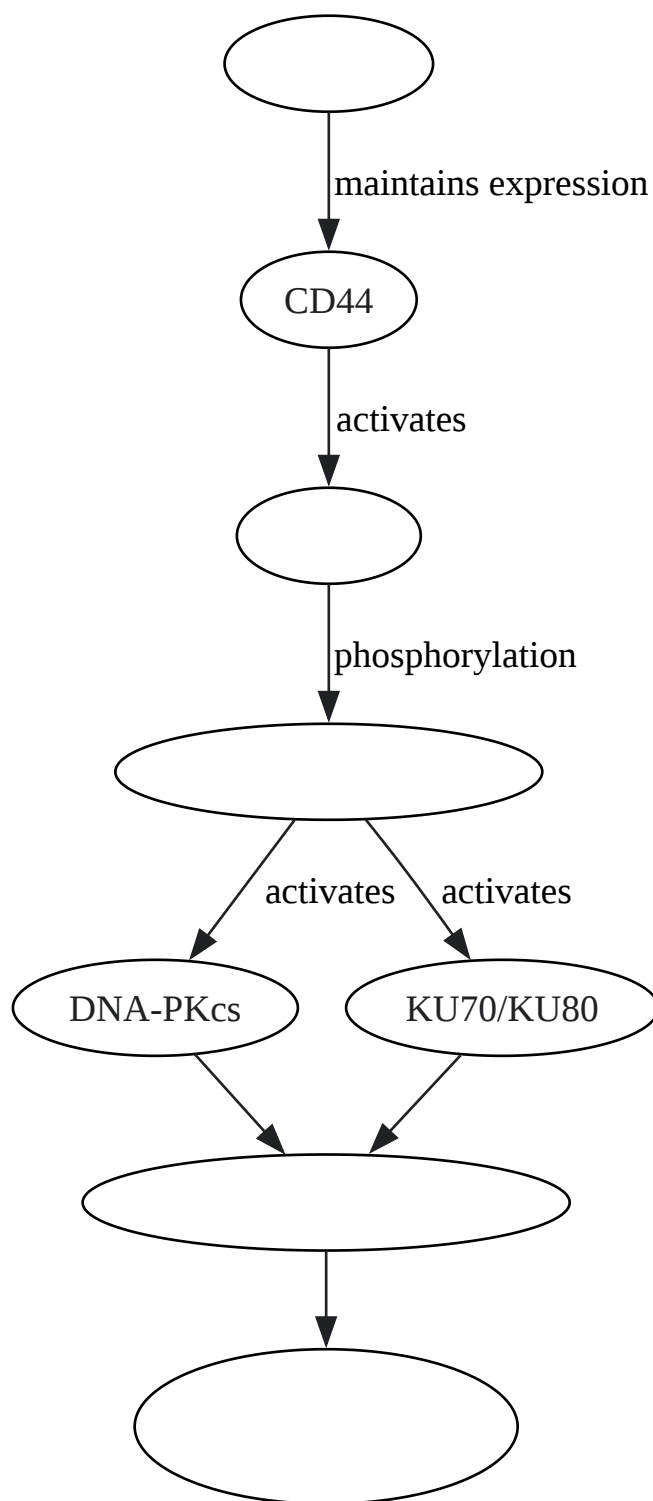 maintains expression
CD44
activates
phosphorylation
activates
activates
DNA-PKcs
KU70/KU80